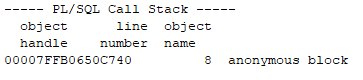 ----- PL/SQL Call Stack -----
  object      line  object
  handle    number  name
00007FFB0650C740         8  anonymous block